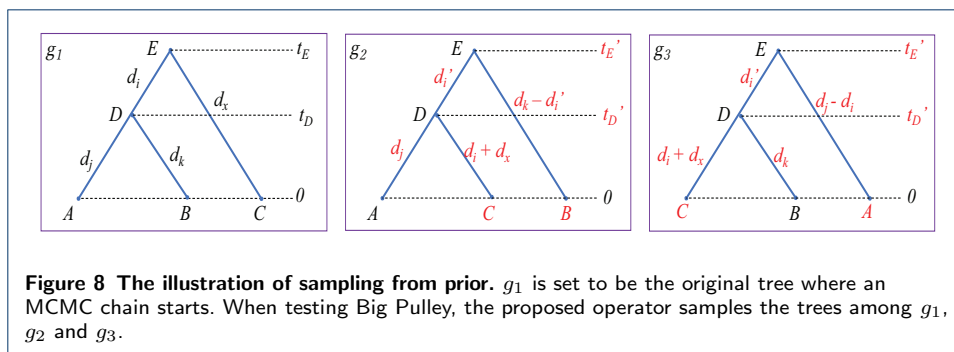 g1 E tE
di dx
D tD
dj dk
0
A B C
g2 E tE'
di' dk – di'
D tD'
dj di + dx
0
A C B
g3 E tE'
di' dj - di
D tD'
di + dx dk
0
C B A
Figure 8 The illustration of sampling from prior. g1 is set to be the original tree where an
MCMC chain starts. When testing Big Pulley, the proposed operator samples the trees among g1,
g2 and g3.